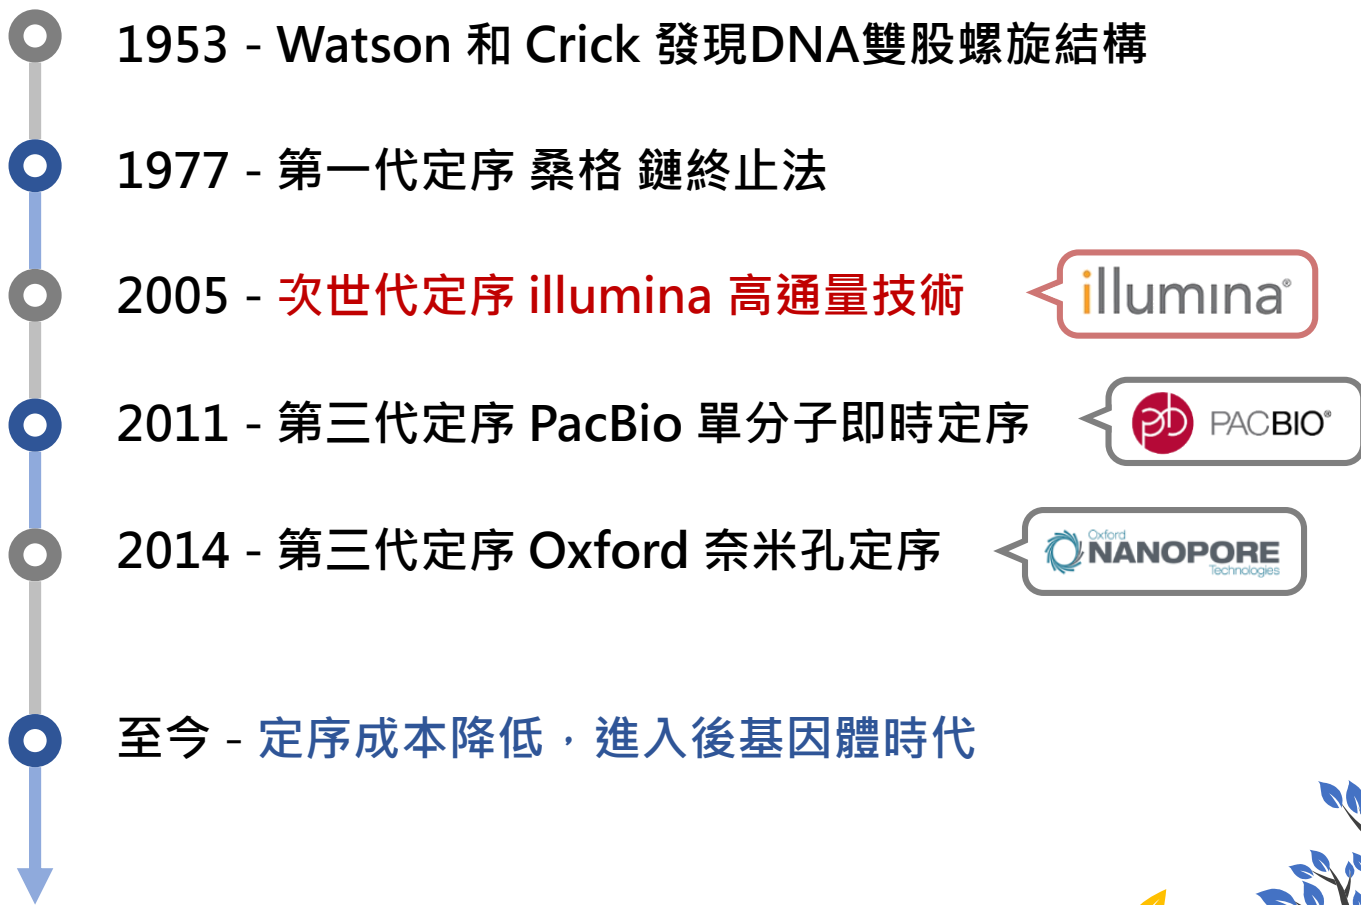 1953 - Watson 和 Crick 發現DNA雙股螺旋結構
1977 - 第一代定序 桑格 鏈終止法
2005 - 次世代定序 illumina 高通量技術
illumina®
2011 - 第三代定序 PacBio 單分子即時定序
pb PACBIO®
2014 - 第三代定序 Oxford 奈米孔定序
Oxford
NANOPORE
Technologies
至今 - 定序成本降低，進入後基因體時代